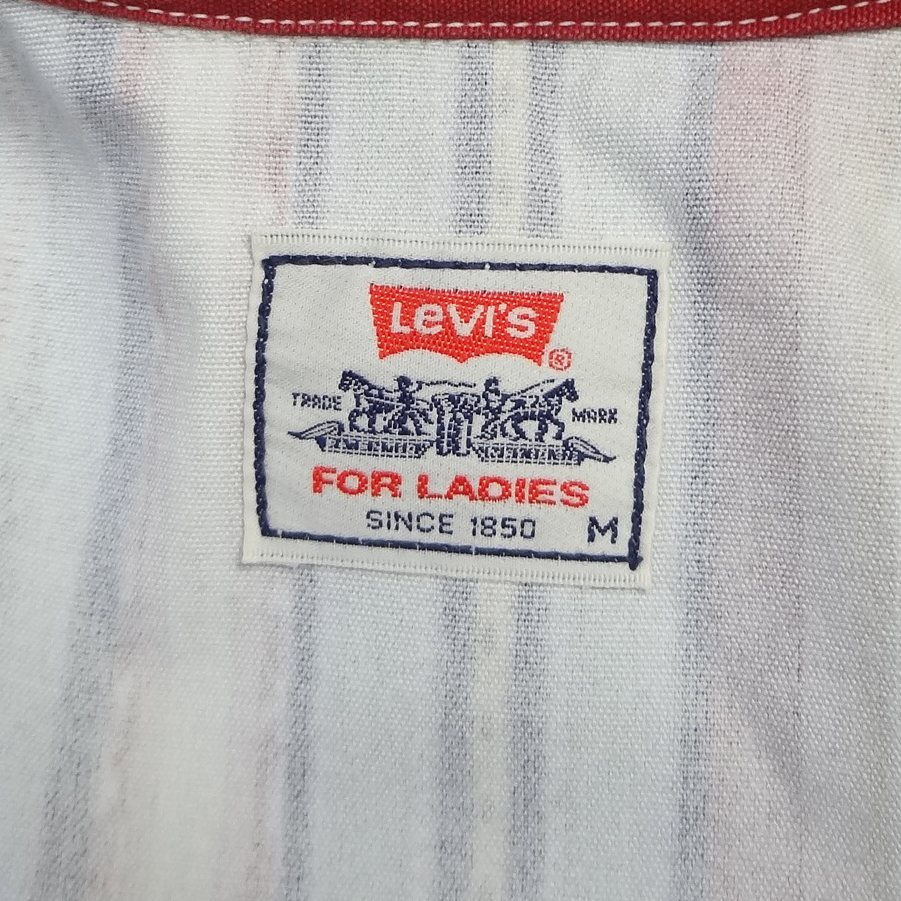 Levi's
®
TRADE MARK
FOR LADIES
SINCE 1850 M